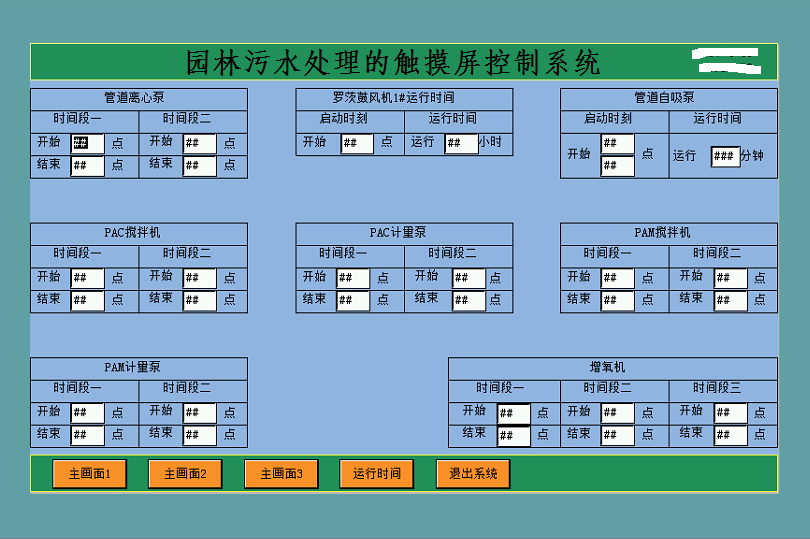 园林污水处理的触摸屏控制系统
管道离心泵 罗茨鼓风机1#运行时间 管道自吸泵
时间段一 时间段二 启动时刻 运行时间 启动时刻 运行时间
开始 ## 点 开始 ## 点 开始 ## 点 运行 ## 小时 开始 ## 点 运行 ### 分钟
结束 ## 点 结束 ## 点 ##
PAC搅拌机 PAC计量泵 PAM搅拌机
时间段一 时间段二 时间段一 时间段二 时间段一 时间段二
开始 ## 点 开始 ## 点 开始 ## 点 开始 ## 点 开始 ## 点 开始 ## 点
结束 ## 点 结束 ## 点 结束 ## 点 结束 ## 点 结束 ## 点 结束 ## 点
PAM计量泵 增氧机
时间段一 时间段二 时间段一 时间段二 时间段三
开始 ## 点 开始 ## 点 开始 ## 点 开始 ## 点 开始 ## 点
结束 ## 点 结束 ## 点 结束 ## 点 结束 ## 点 结束 ## 点
主画面1 主画面2 主画面3 运行时间 退出系统